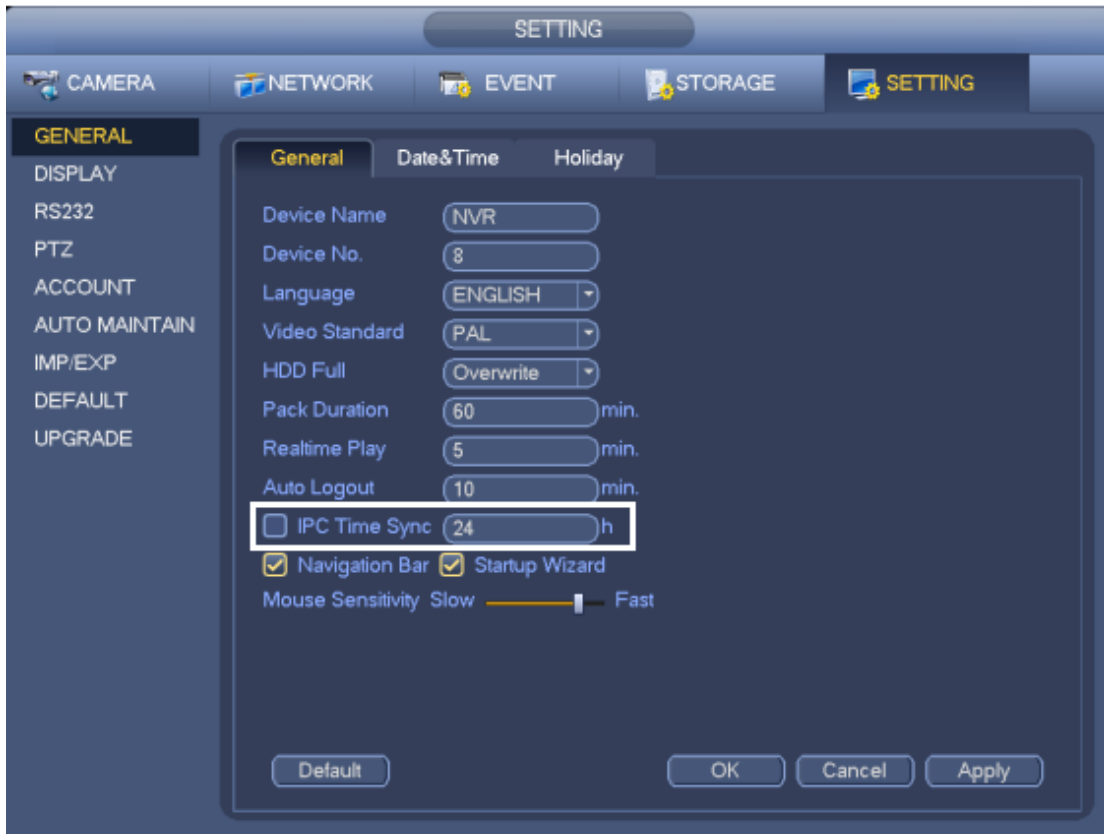 SETTING
CAMERA NETWORK EVENT STORAGE SETTING
GENERAL
DISPLAY
RS232
PTZ
ACCOUNT
AUTO MAINTAIN
IMP/EXP
DEFAULT
UPGRADE
General Date&Time Holiday
Device Name NVR
Device No. 8
Language ENGLISH
Video Standard PAL
HDD Full Overwrite
Pack Duration 60 min.
Realtime Play 5 min.
Auto Logout 10 min.
IPC Time Sync 24 h
Navigation Bar Startup Wizard
Mouse Sensitivity Slow Fast
Default OK Cancel Apply